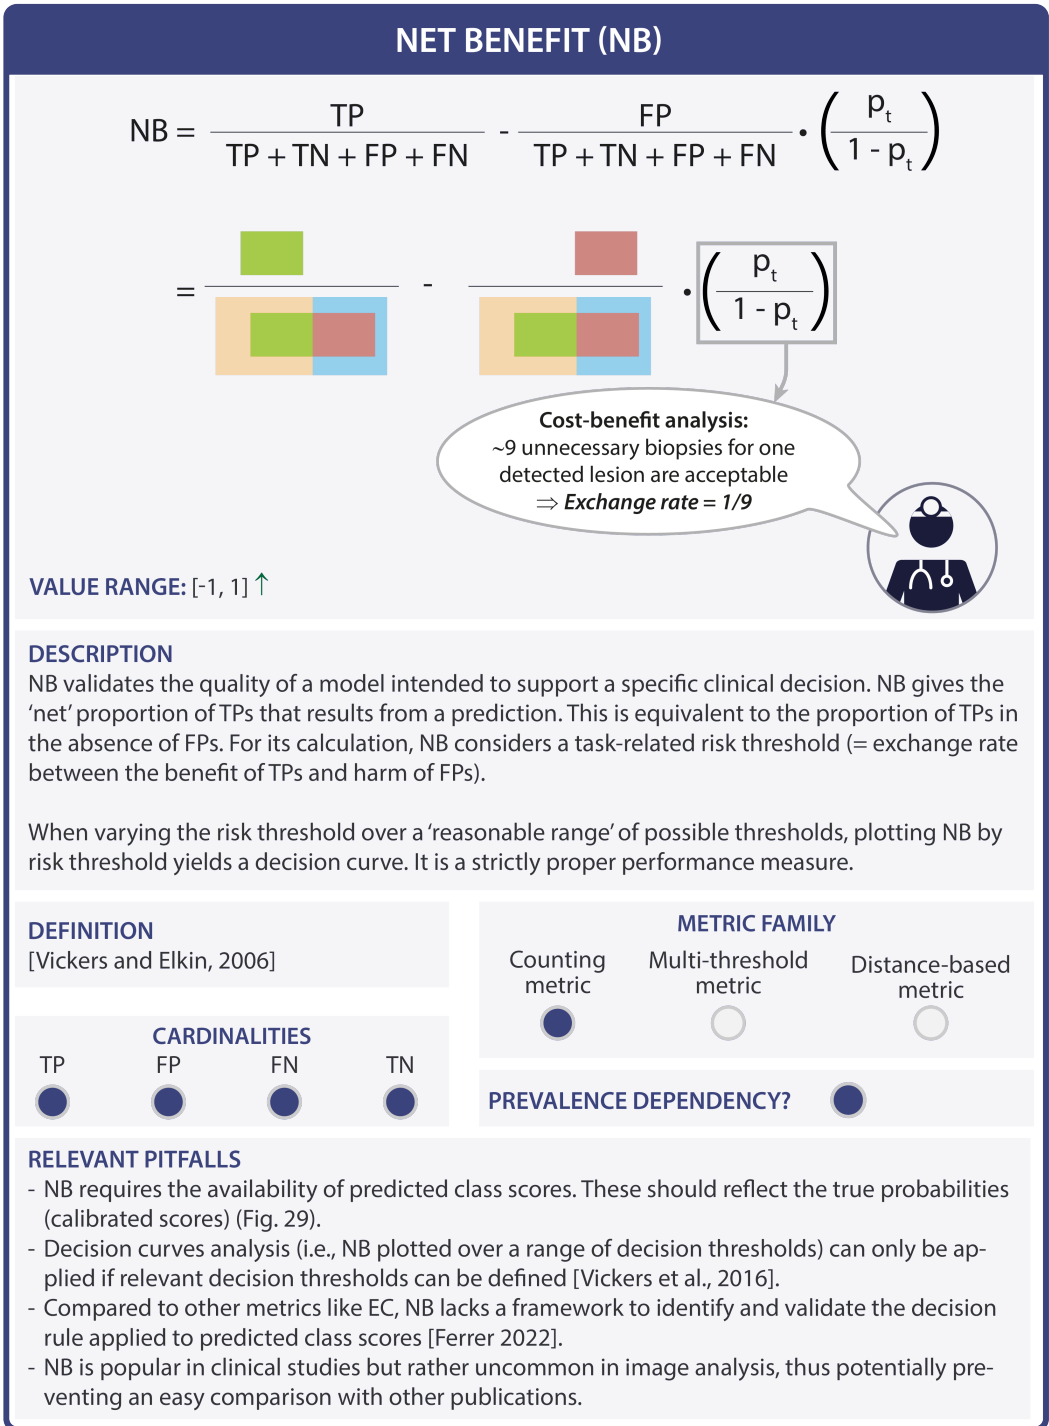 NET BENEFIT (NB)
NB = TP / (TP + TN + FP + FN) - FP / (TP + TN + FP + FN) · (p_t / (1 - p_t))
= - · (p_t / (1 - p_t))
Cost-benefit analysis:
~9 unnecessary biopsies for one
detected lesion are acceptable
⇒ Exchange rate = 1/9
VALUE RANGE: [-1, 1] ↑
DESCRIPTION
NB validates the quality of a model intended to support a specific clinical decision. NB gives the
‘net’ proportion of TPs that results from a prediction. This is equivalent to the proportion of TPs in
the absence of FPs. For its calculation, NB considers a task-related risk threshold (= exchange rate
between the benefit of TPs and harm of FPs).
When varying the risk threshold over a ‘reasonable range’ of possible thresholds, plotting NB by
risk threshold yields a decision curve. It is a strictly proper performance measure.
DEFINITION
[Vickers and Elkin, 2006]
METRIC FAMILY
Counting
metric
Multi-threshold
metric
Distance-based
metric
CARDINALITIES
TP FP FN TN
PREVALENCE DEPENDENCY?
RELEVANT PITFALLS
- NB requires the availability of predicted class scores. These should reflect the true probabilities
(calibrated scores) (Fig. 29).
- Decision curves analysis (i.e., NB plotted over a range of decision thresholds) can only be ap-
plied if relevant decision thresholds can be defined [Vickers et al., 2016].
- Compared to other metrics like EC, NB lacks a framework to identify and validate the decision
rule applied to predicted class scores [Ferrer 2022].
- NB is popular in clinical studies but rather uncommon in image analysis, thus potentially pre-
venting an easy comparison with other publications.